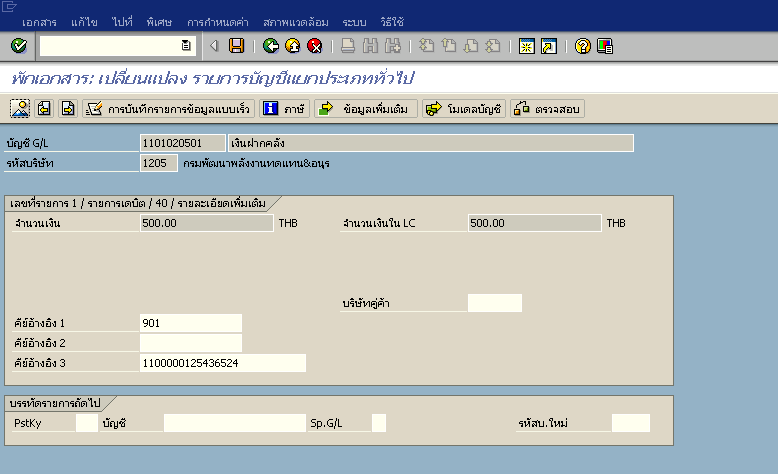 เอกสาร แก้ไข ไปที่ พิเศษ การกำหนดค่า สภาพแวดล้อม ระบบ วิธีใช้
พักเอกสาร: เปลี่ยนแปลง รายการบัญชีแยกประเภททั่วไป
การบันทึกรายการข้อมูลแบบเร็ว ภาษี ข้อมูลเพิ่มเติม โมเดลบัญชี ตรวจสอบ
บัญชี G/L 1101020501 เงินฝากคลัง
รหัสบริษัท 1205 กรมพัฒนาพลังงานทดแทน&อนุร
เลขที่รายการ 1 / รายการเดบิต / 40 / รายละเอียดเพิ่มเติม
จำนวนเงิน 500.00 THB จำนวนเงินใน LC 500.00 THB
บริษัทคู่ค้า
คีย์อ้างอิง 1 901
คีย์อ้างอิง 2
คีย์อ้างอิง 3 1100000125436524
บรรทัดรายการถัดไป
PstKy บัญชี Sp.G/L รหัสบ.ใหม่